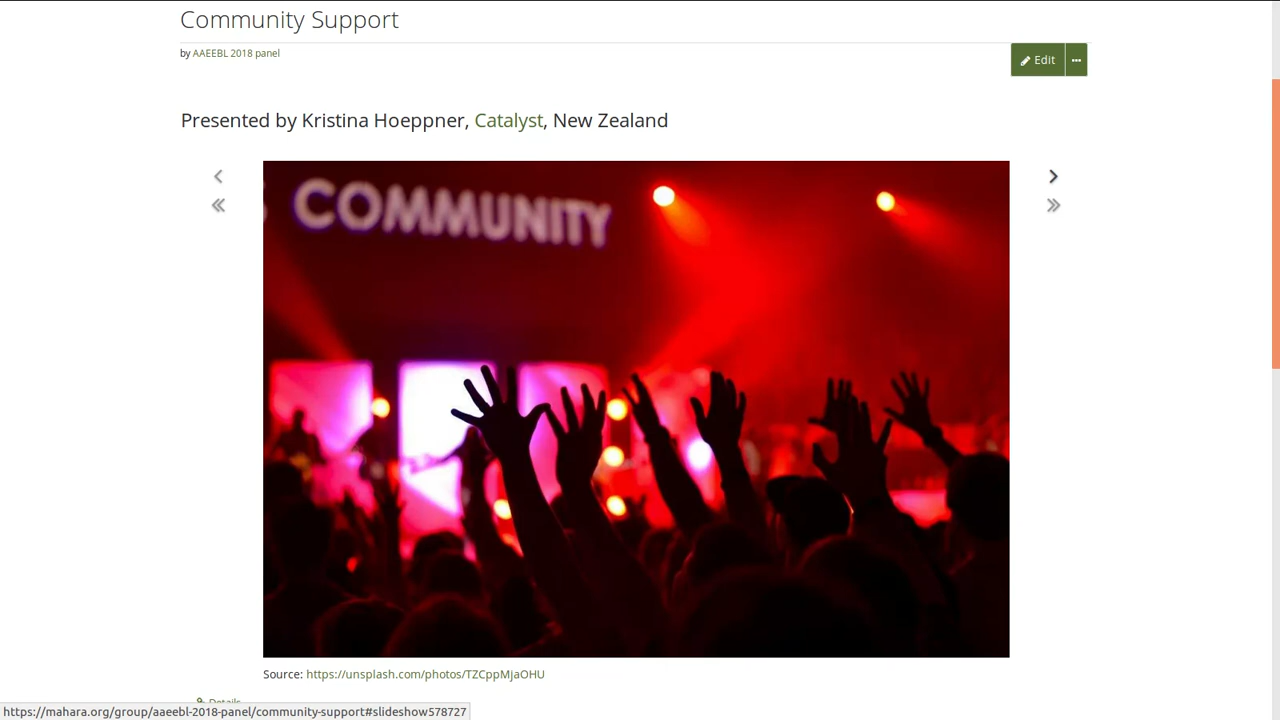 Community Support
by AAEEBL 2018 panel
Edit
Presented by Kristina Hoeppner, Catalyst, New Zealand
COMMUNITY
Source: https://unsplash.com/photos/TZCppMjaOHU
Details
https://mahara.org/group/aaeebl-2018-panel/community-support#slideshow578727